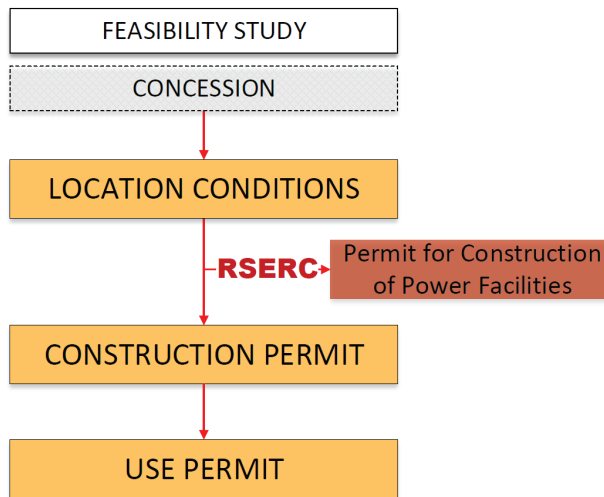 FEASIBILITY STUDY
CONCESSION
LOCATION CONDITIONS
RSERC
Permit for Construction
of Power Facilities
CONSTRUCTION PERMIT
USE PERMIT